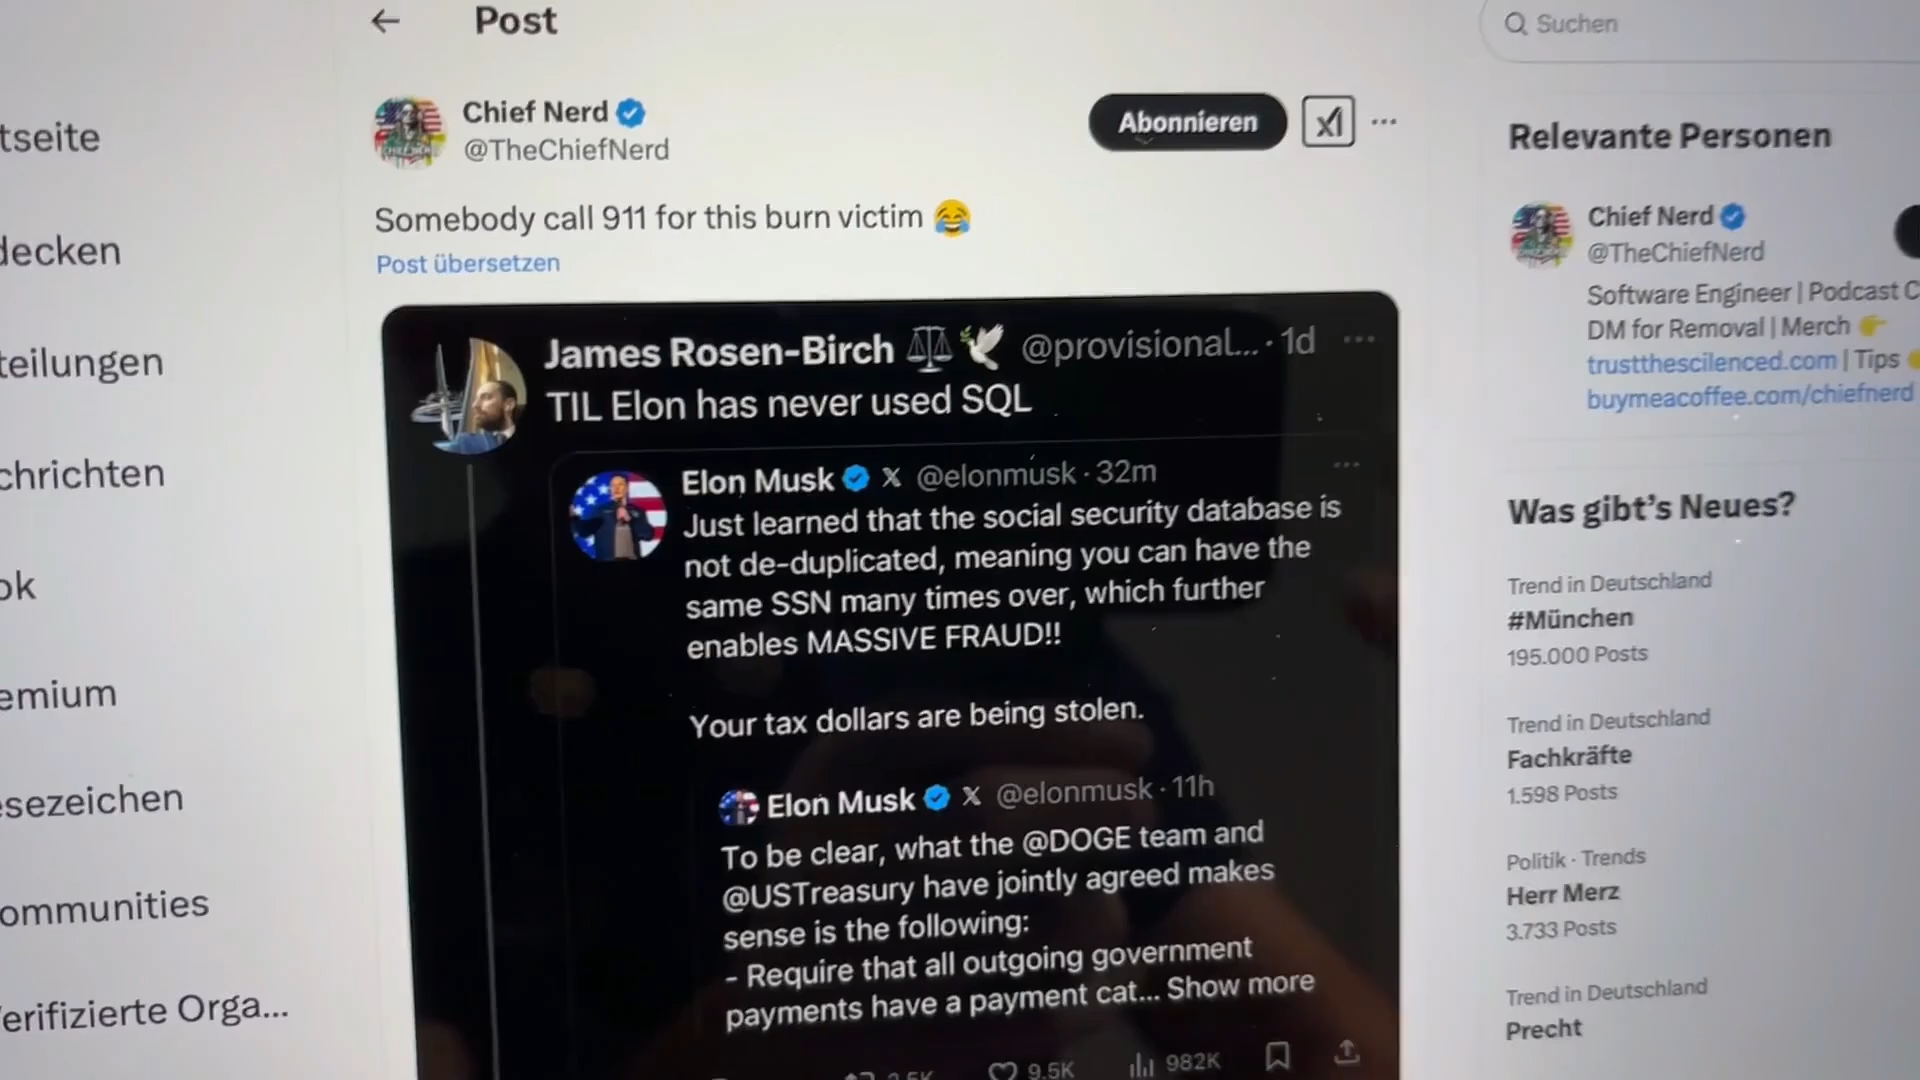 Post
Suchen
Chief Nerd
@TheChiefNerd
Abonnieren
Somebody call 911 for this burn victim 😂
Post übersetzen
James Rosen-Birch ⚖️🕊️ @provisional... · 1d
TIL Elon has never used SQL
Elon Musk X @elonmusk · 32m
Just learned that the social security database is
not de-duplicated, meaning you can have the
same SSN many times over, which further
enables MASSIVE FRAUD!!
Your tax dollars are being stolen.
Elon Musk X @elonmusk · 11h
To be clear, what the @DOGE team and
@USTreasury have jointly agreed makes
sense is the following:
- Require that all outgoing government
payments have a payment cat... Show more
9.5K
982K
tseite
decken
teilungen
chrichten
ok
emium
esezeichen
ommunities
erifizierte Orga...
Relevante Personen
Chief Nerd
@TheChiefNerd
Software Engineer | Podcast C
DM for Removal | Merch 👉
trustthescilenced.com | Tips
buymeacoffee.com/chiefnerd
Was gibt's Neues?
Trend in Deutschland
#München
195.000 Posts
Trend in Deutschland
Fachkräfte
1.598 Posts
Politik · Trends
Herr Merz
3.733 Posts
Trend in Deutschland
Precht